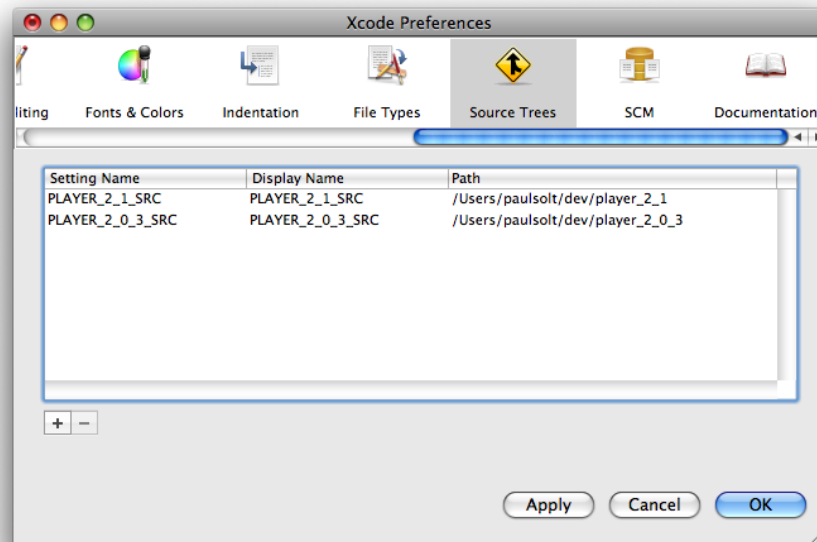 Xcode Preferences
liting Fonts & Colors Indentation File Types Source Trees SCM Documentation
Setting Name Display Name Path
PLAYER_2_1_SRC PLAYER_2_1_SRC /Users/paulsolt/dev/player_2_1
PLAYER_2_0_3_SRC PLAYER_2_0_3_SRC /Users/paulsolt/dev/player_2_0_3
+ −
Apply Cancel OK